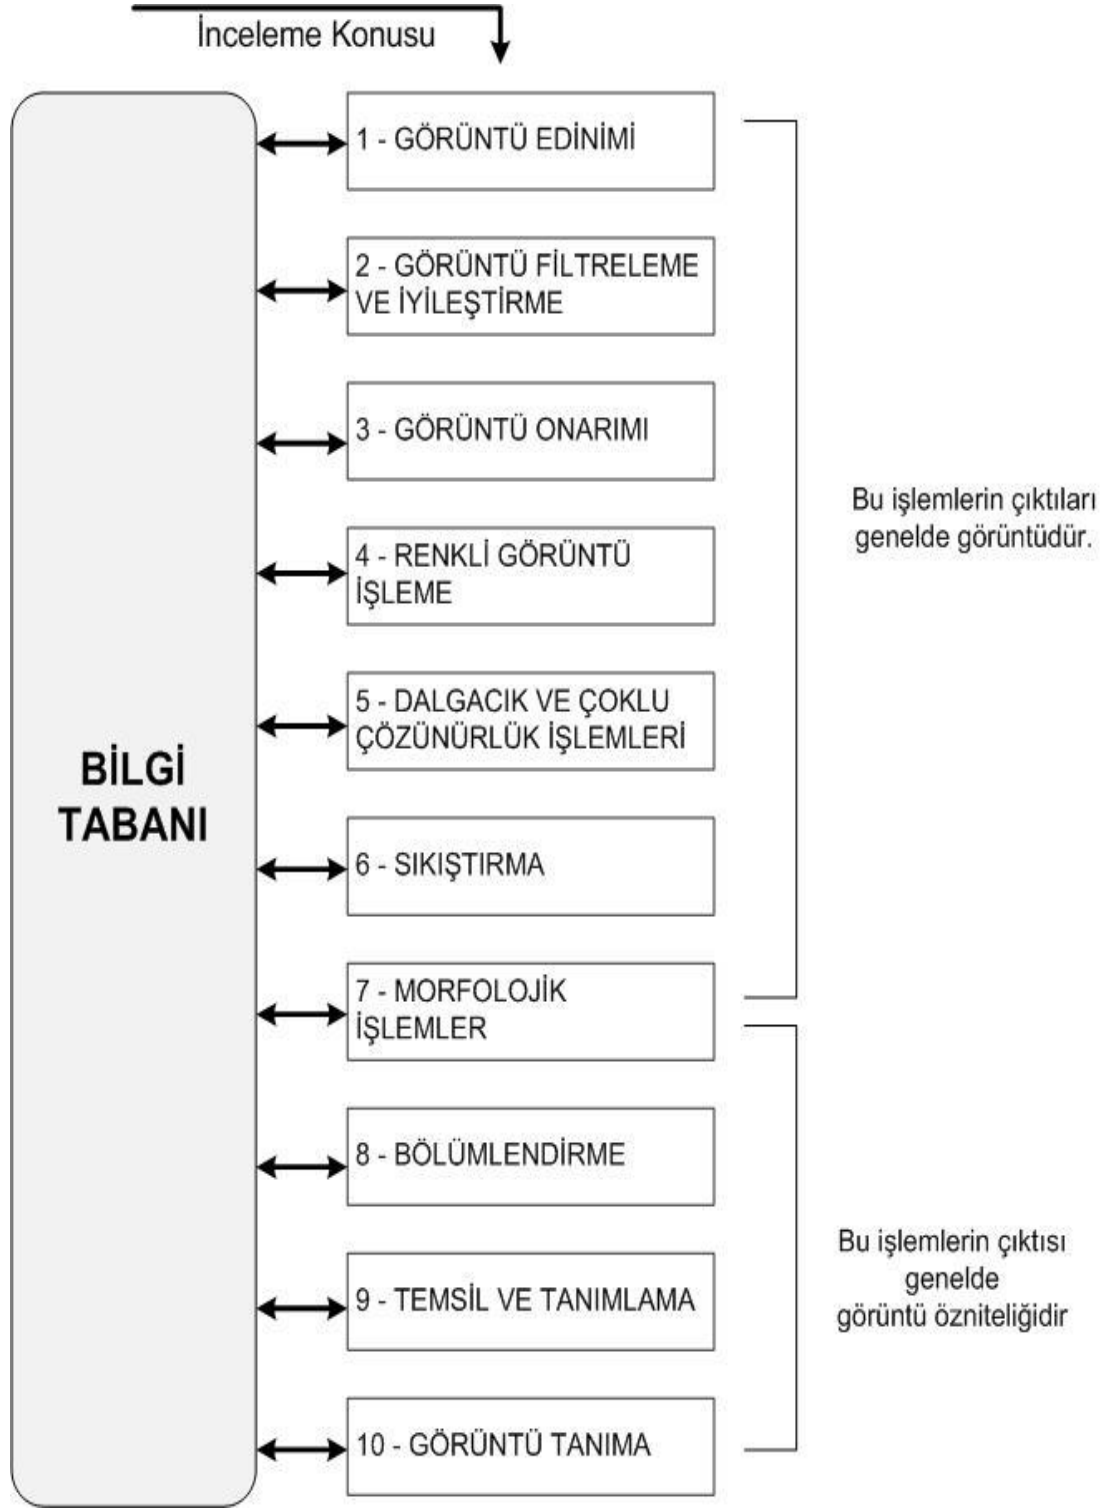 İnceleme Konusu
1 - GÖRÜNTÜ EDİNİMİ
2 - GÖRÜNTÜ FİLTRELEME
VE İYİLEŞTİRME
3 - GÖRÜNTÜ ONARIMI
4 - RENKLİ GÖRÜNTÜ
İŞLEME
5 - DALGACIK VE ÇOKLU
ÇÖZÜNÜRLÜK İŞLEMLERİ
6 - SIKIŞTIRMA
7 - MORFOLOJİK
İŞLEMLER
8 - BÖLÜMLENDİRME
9 - TEMSİL VE TANIMLAMA
10 - GÖRÜNTÜ TANIMA
BİLGİ
TABANI
Bu işlemlerin çıktıları
genelde görüntüdür.
Bu işlemlerin çıktısı
genelde
görüntü özniteliğidir